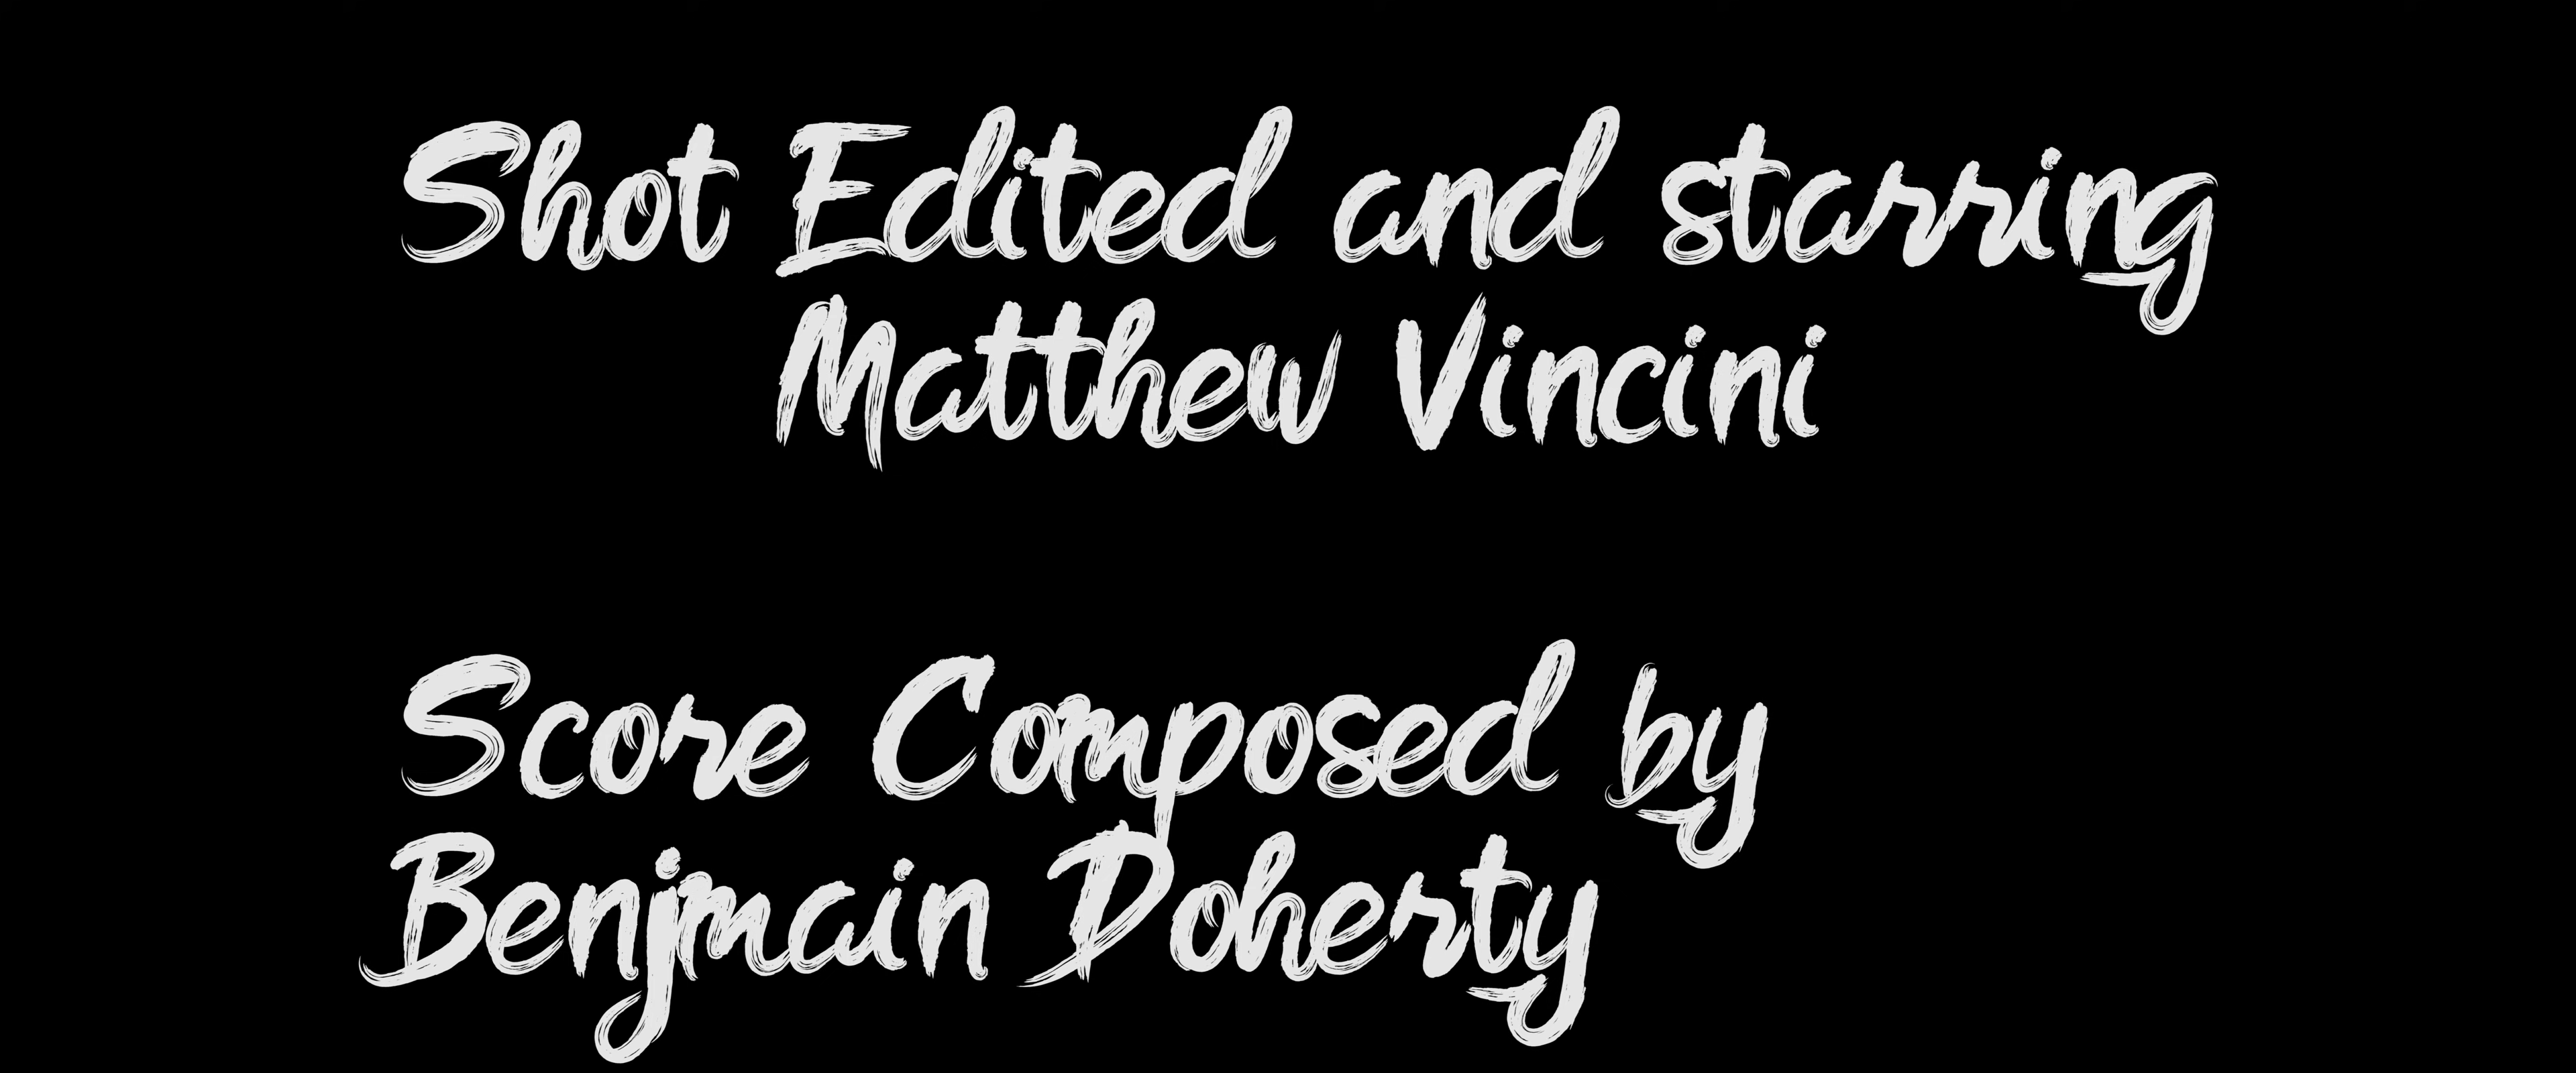 Shot Edited and starring
Matthew Vincini
Score Composed by
Benjmain Doherty